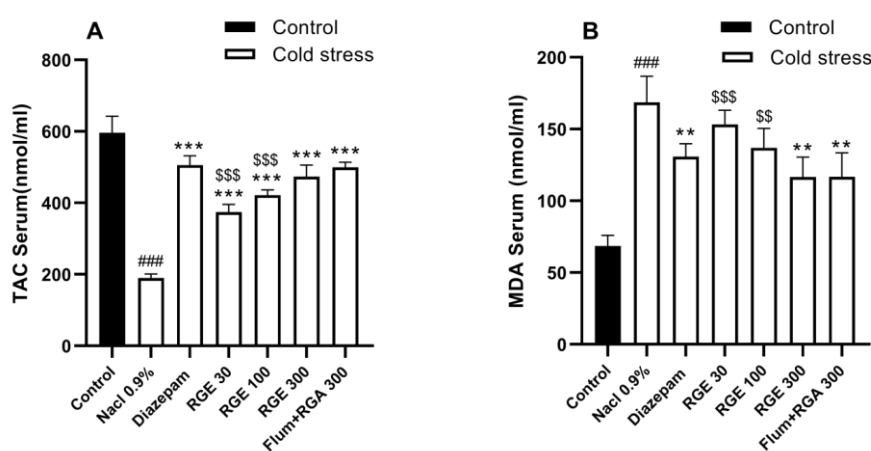 A
Control
Cold stress
TAC Serum(nmol/ml)
800
600
400
200
0
###
***
$$$
***
$$$
***
***
***
Control
Nacl 0.9%
Diazepam
RGE 30
RGE 100
RGE 300
Flum+RGA 300
B
Control
Cold stress
MDA Serum (nmol/ml)
200
150
100
50
0
###
**
$$$
$$
**
**
Control
Nacl 0.9%
Diazepam
RGE 30
RGE 100
RGE 300
Flum+RGA 300